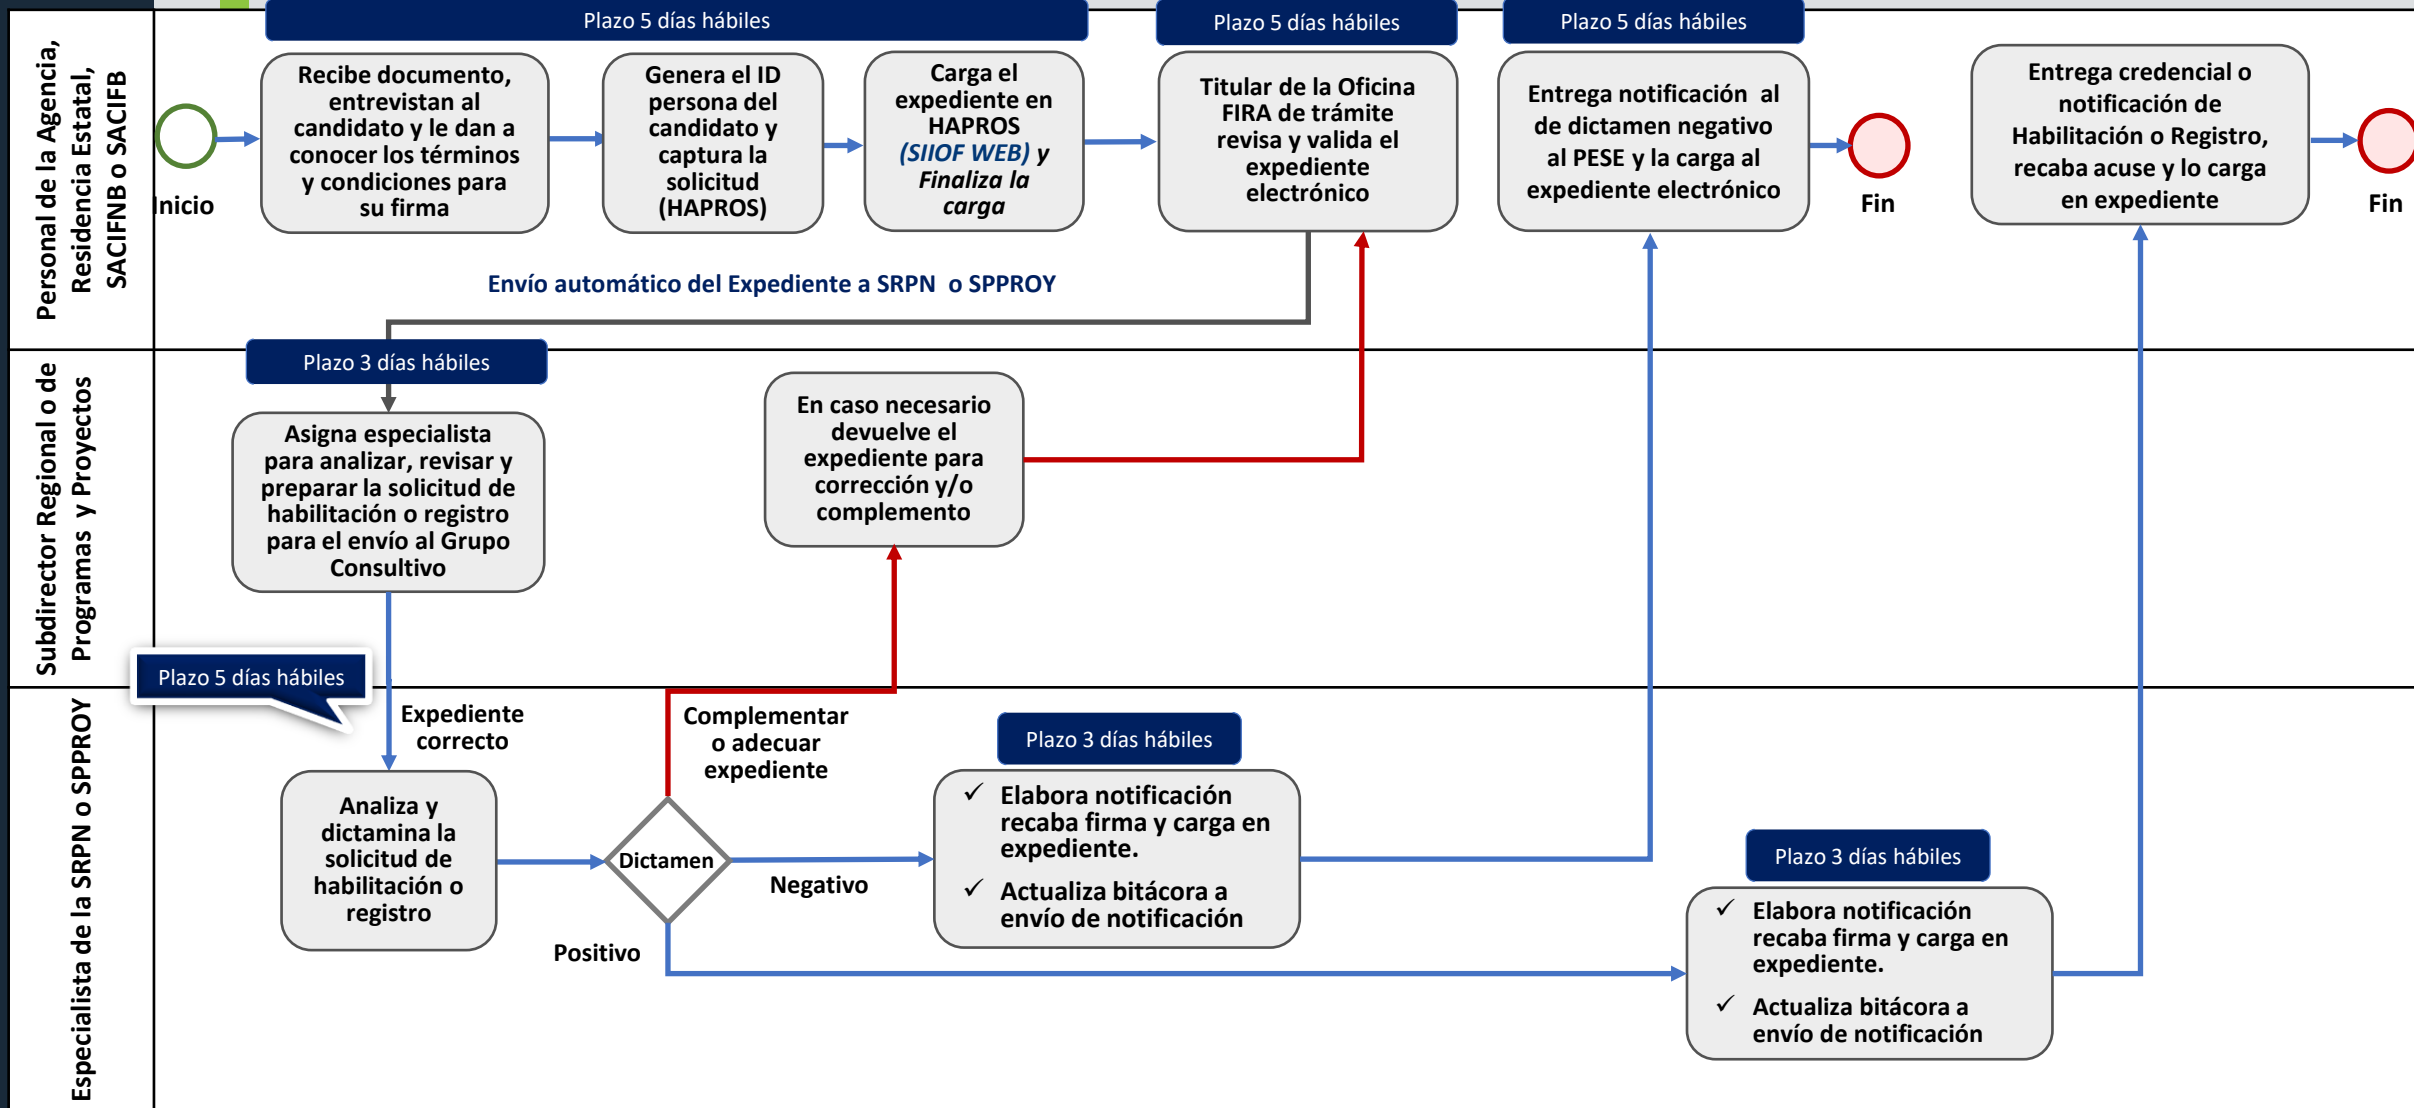 Plazo 5 días hábiles
Plazo 5 días hábiles
Plazo 5 días hábiles
Personal de la Agencia,
Residencia Estatal,
SACIFNB o SACIFB
Inicio
Recibe documento,
entrevistan al
candidato y le dan a
conocer los términos
y condiciones para
su firma
Genera el ID
persona del
candidato y
captura la
solicitud
(HAPROS)
Carga el
expediente en
HAPROS
(SIIOF WEB) y
Finaliza la
carga
Titular de la Oficina
FIRA de trámite
revisa y valida el
expediente
electrónico
Entrega notificación al
de dictamen negativo
al PESE y la carga al
expediente electrónico
Fin
Entrega credencial o
notificación de
Habilitación o Registro,
recaba acuse y lo carga
en expediente
Fin
Envío automático del Expediente a SRPN o SPPROY
Subdirector Regional o de
Programas y Proyectos
Plazo 3 días hábiles
Asigna especialista
para analizar, revisar y
preparar la solicitud de
habilitación o registro
para el envío al Grupo
Consultivo
En caso necesario
devuelve el
expediente para
corrección y/o
complemento
Plazo 5 días hábiles
Especialista de la SRPN o SPPROY
Expediente
correcto
Analiza y
dictamina la
solicitud de
habilitación o
registro
Complementar
o adecuar
expediente
Dictamen
Negativo
Positivo
Plazo 3 días hábiles
✓ Elabora notificación
recaba firma y carga en
expediente.
✓ Actualiza bitácora a
envío de notificación
Plazo 3 días hábiles
✓ Elabora notificación
recaba firma y carga en
expediente.
✓ Actualiza bitácora a
envío de notificación